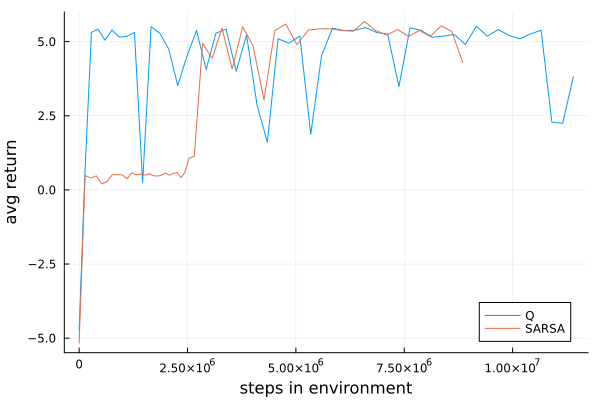 avg return
5.0
2.5
0.0
−2.5
−5.0
0
2.50×10⁶
5.00×10⁶
7.50×10⁶
1.00×10⁷
steps in environment
Q
SARSA